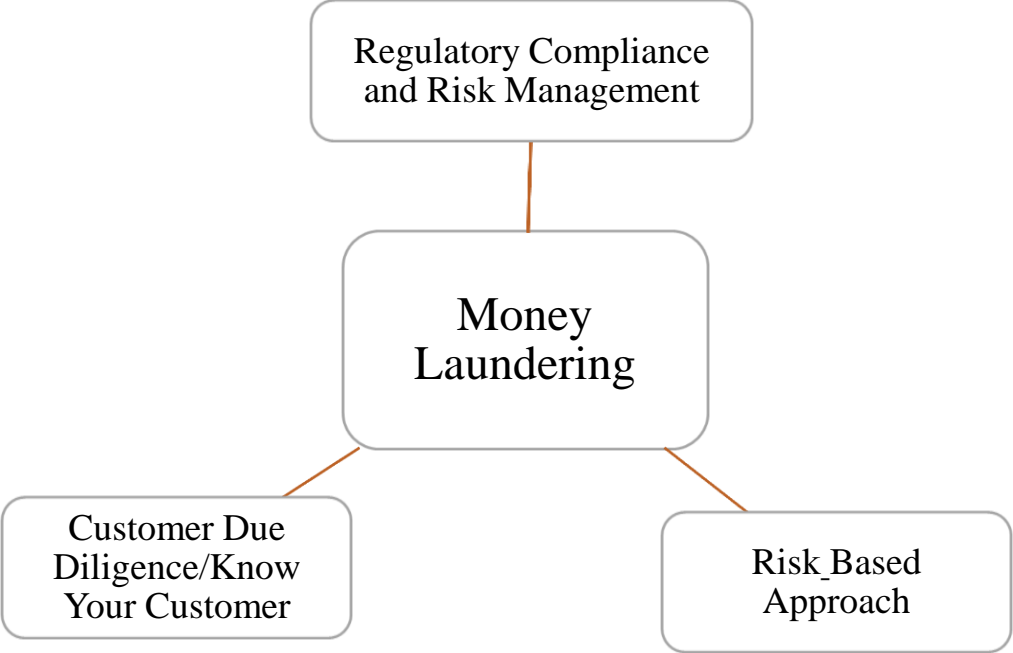 Regulatory Compliance
and Risk Management
Money
Laundering
Customer Due
Diligence/Know
Your Customer
Risk_Based
Approach